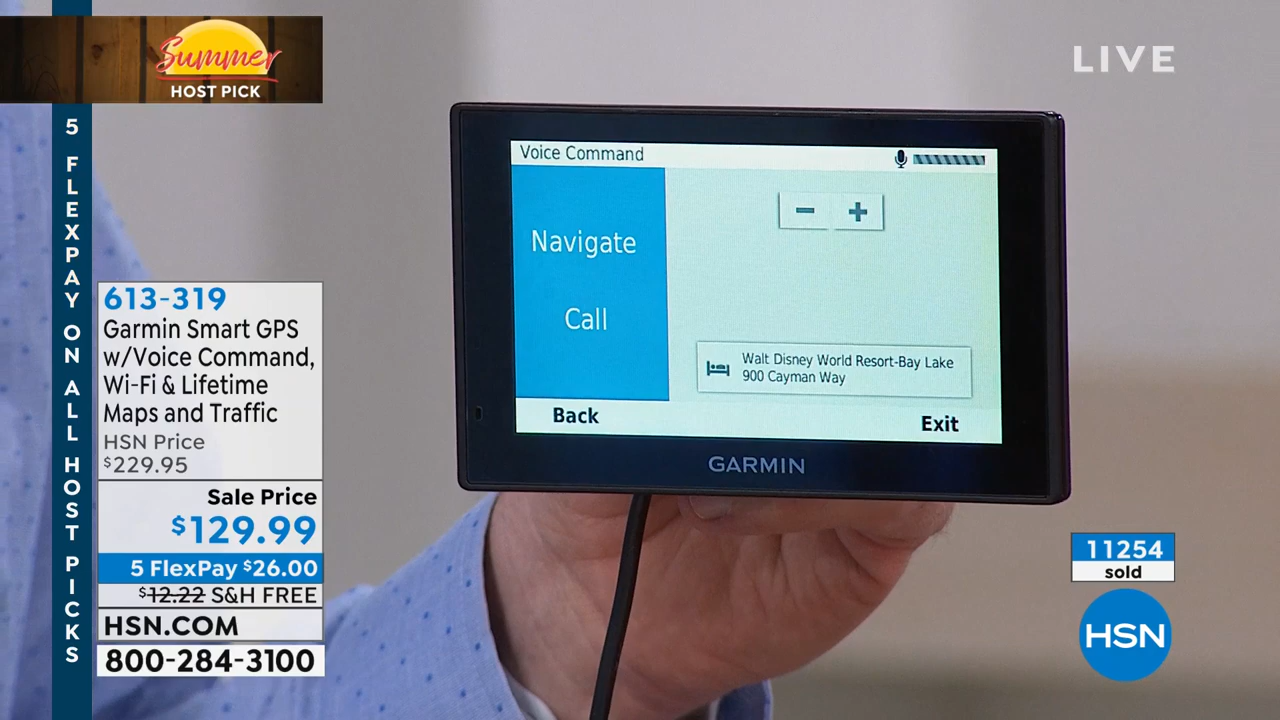 Summer
HOST PICK
LIVE
5 FLEXPAY ON ALL HOST PICKS
613-319
Garmin Smart GPS
w/Voice Command,
Wi-Fi & Lifetime
Maps and Traffic
HSN Price
$229.95
Sale Price
$129.99
5 FlexPay $26.00
$12.22 S&H FREE
HSN.COM
800-284-3100
Voice Command
Navigate
Call
Walt Disney World Resort-Bay Lake
900 Cayman Way
Back
Exit
GARMIN
11254
sold
HSN